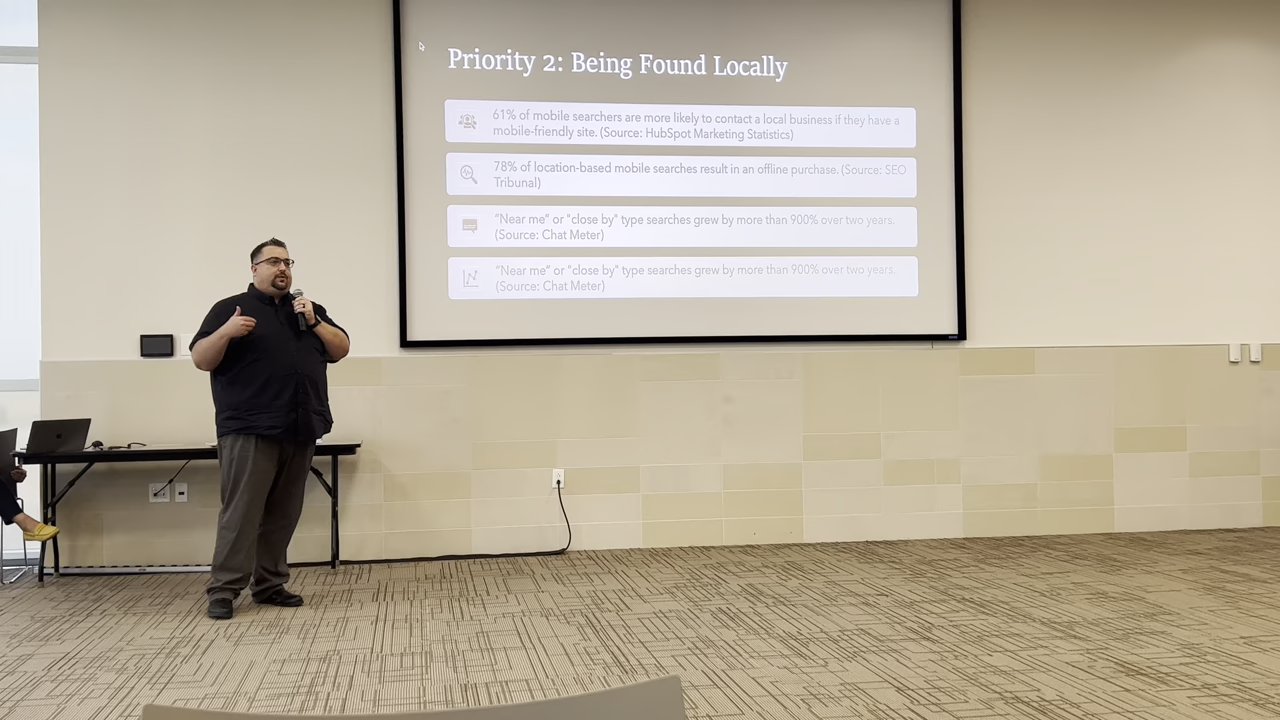 Priority 2: Being Found Locally
61% of mobile searchers are more likely to contact a local business if they have a
mobile-friendly site. (Source: HubSpot Marketing Statistics)
78% of location-based mobile searches result in an offline purchase. (Source: SEO
Tribunal)
"Near me" or "close by" type searches grew by more than 900% over two years.
(Source: Chat Meter)
"Near me" or "close by" type searches grew by more than 900% over two years.
(Source: Chat Meter)